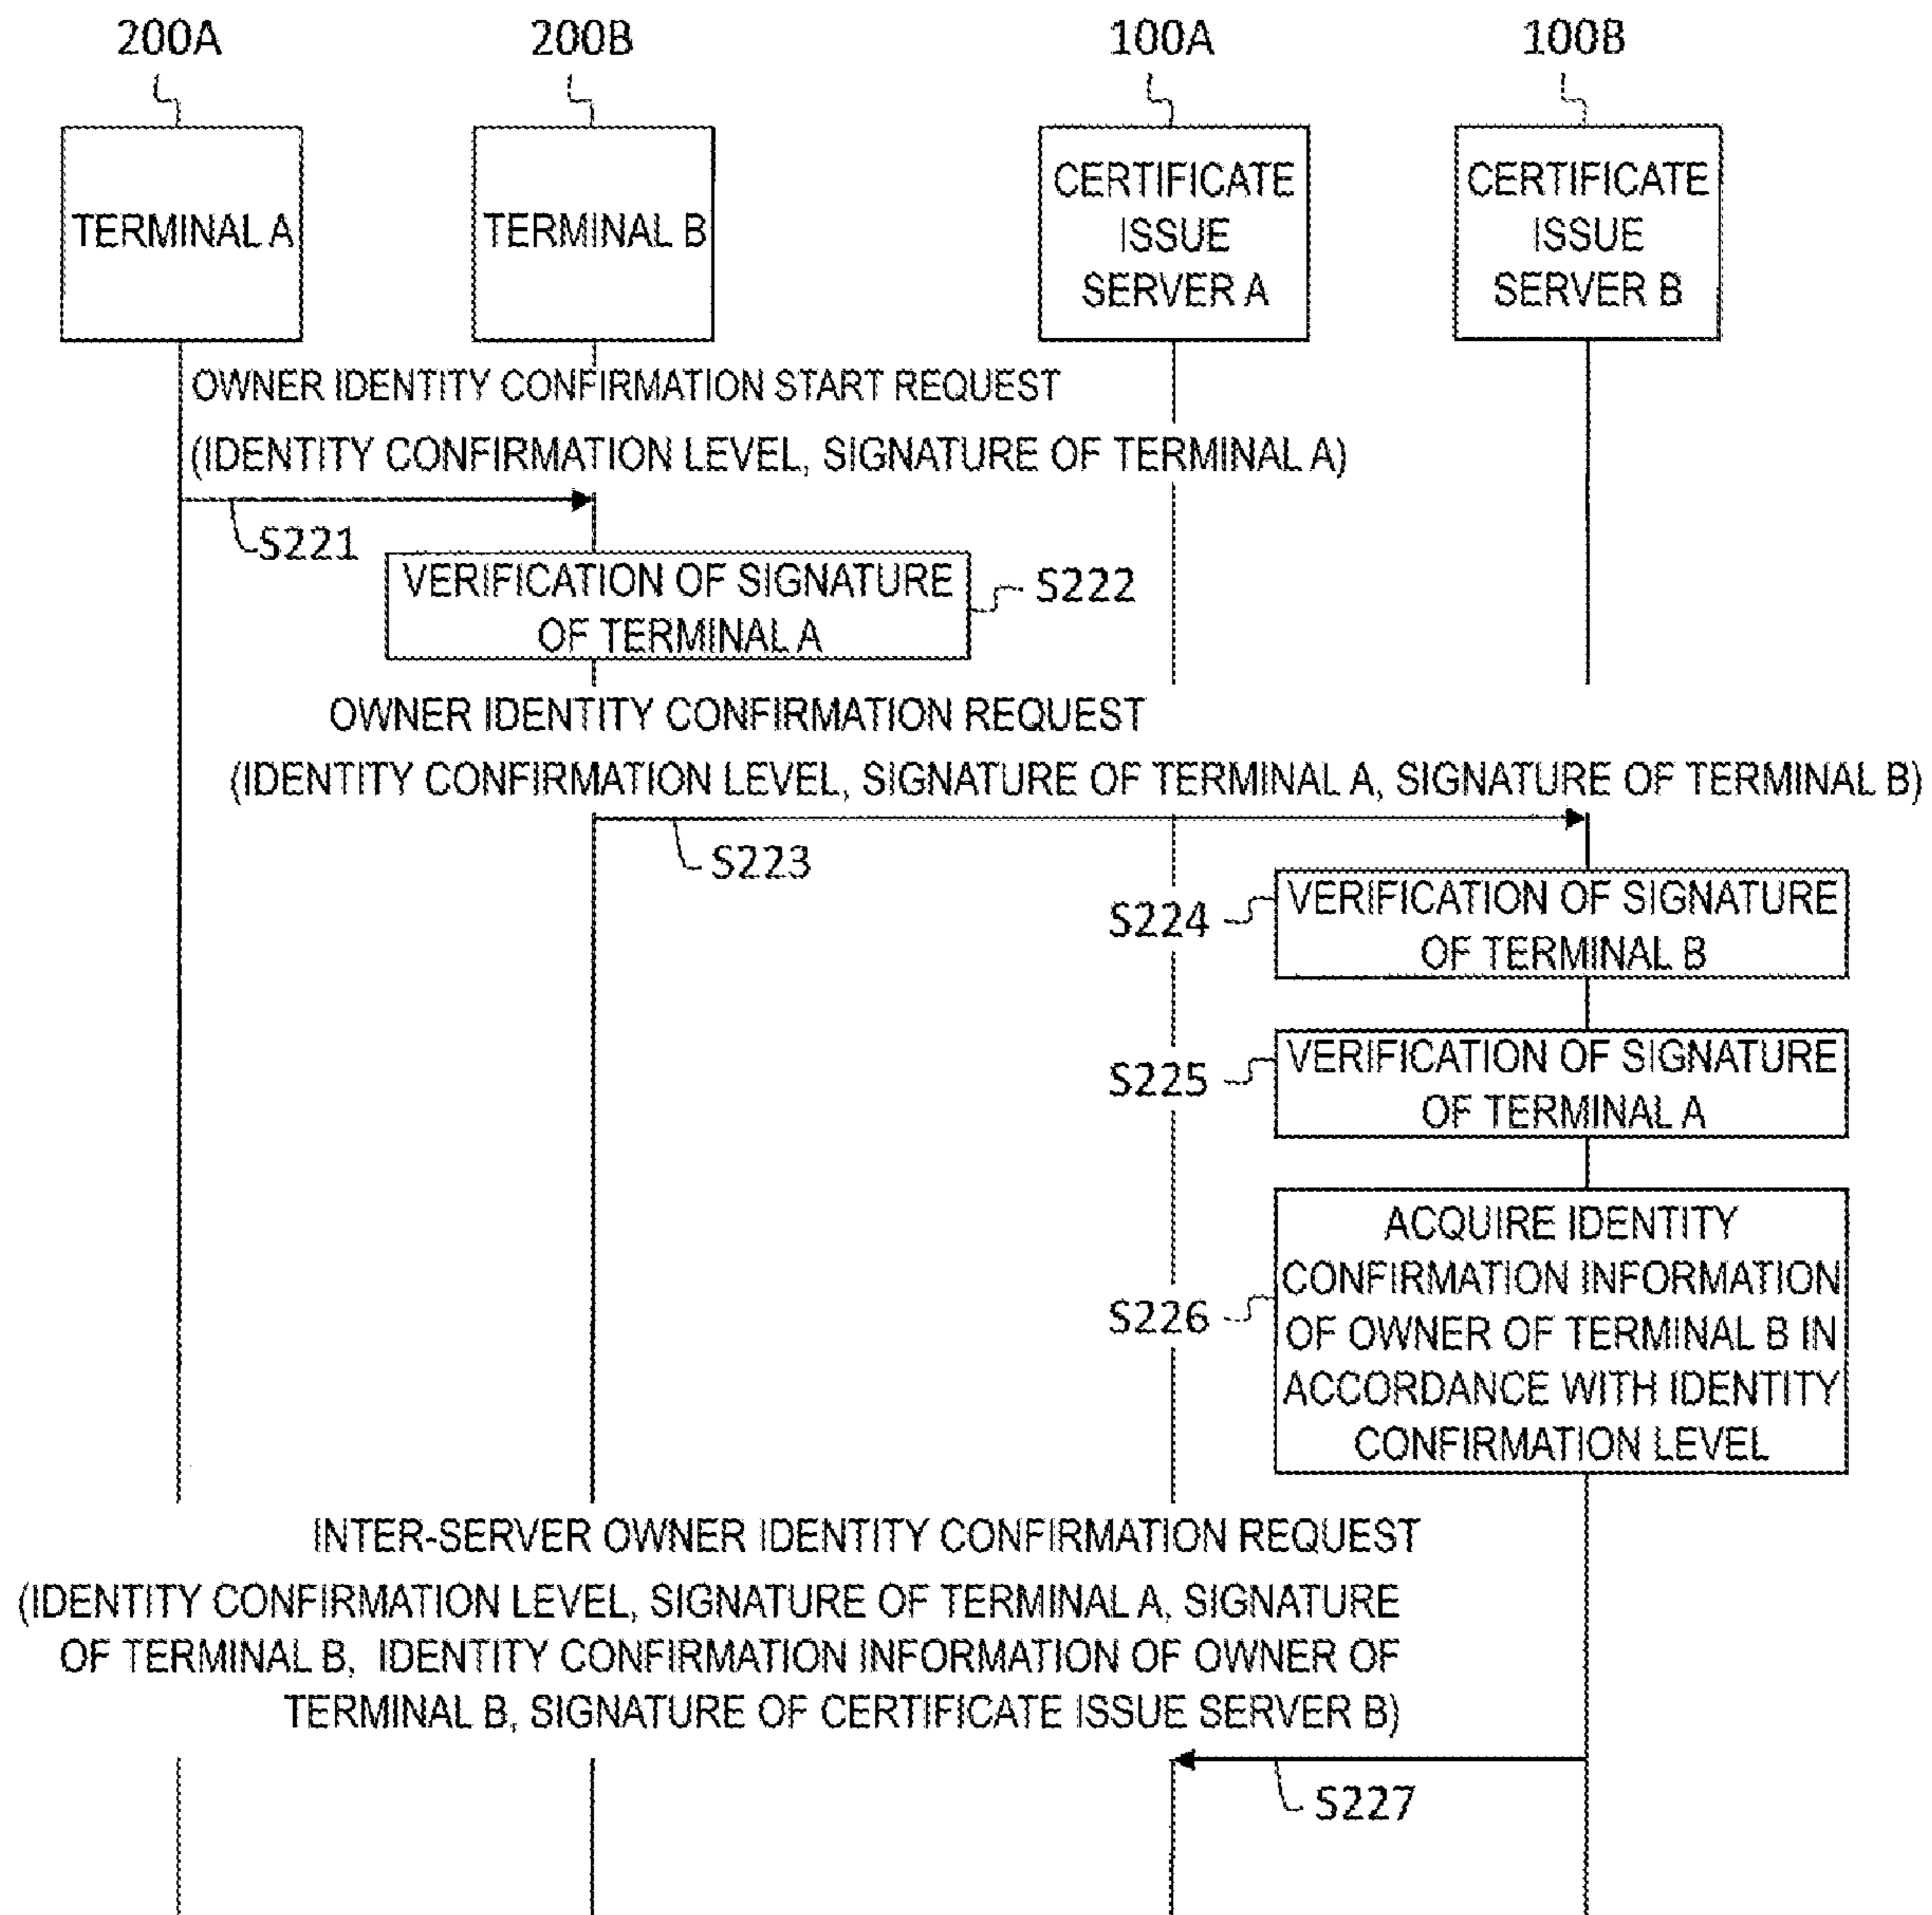 200A
200B
100A
100B
TERMINAL A
TERMINAL B
CERTIFICATE
ISSUE
SERVER A
CERTIFICATE
ISSUE
SERVER B
OWNER IDENTITY CONFIRMATION START REQUEST
(IDENTITY CONFIRMATION LEVEL, SIGNATURE OF TERMINAL A)
S221
VERIFICATION OF SIGNATURE
OF TERMINAL A
S222
OWNER IDENTITY CONFIRMATION REQUEST
(IDENTITY CONFIRMATION LEVEL, SIGNATURE OF TERMINAL A, SIGNATURE OF TERMINAL B)
S223
S224
VERIFICATION OF SIGNATURE
OF TERMINAL B
S225
VERIFICATION OF SIGNATURE
OF TERMINAL A
S226
ACQUIRE IDENTITY
CONFIRMATION INFORMATION
OF OWNER OF TERMINAL B IN
ACCORDANCE WITH IDENTITY
CONFIRMATION LEVEL
INTER-SERVER OWNER IDENTITY CONFIRMATION REQUEST
(IDENTITY CONFIRMATION LEVEL, SIGNATURE OF TERMINAL A, SIGNATURE
OF TERMINAL B, IDENTITY CONFIRMATION INFORMATION OF OWNER OF
TERMINAL B, SIGNATURE OF CERTIFICATE ISSUE SERVER B)
S227